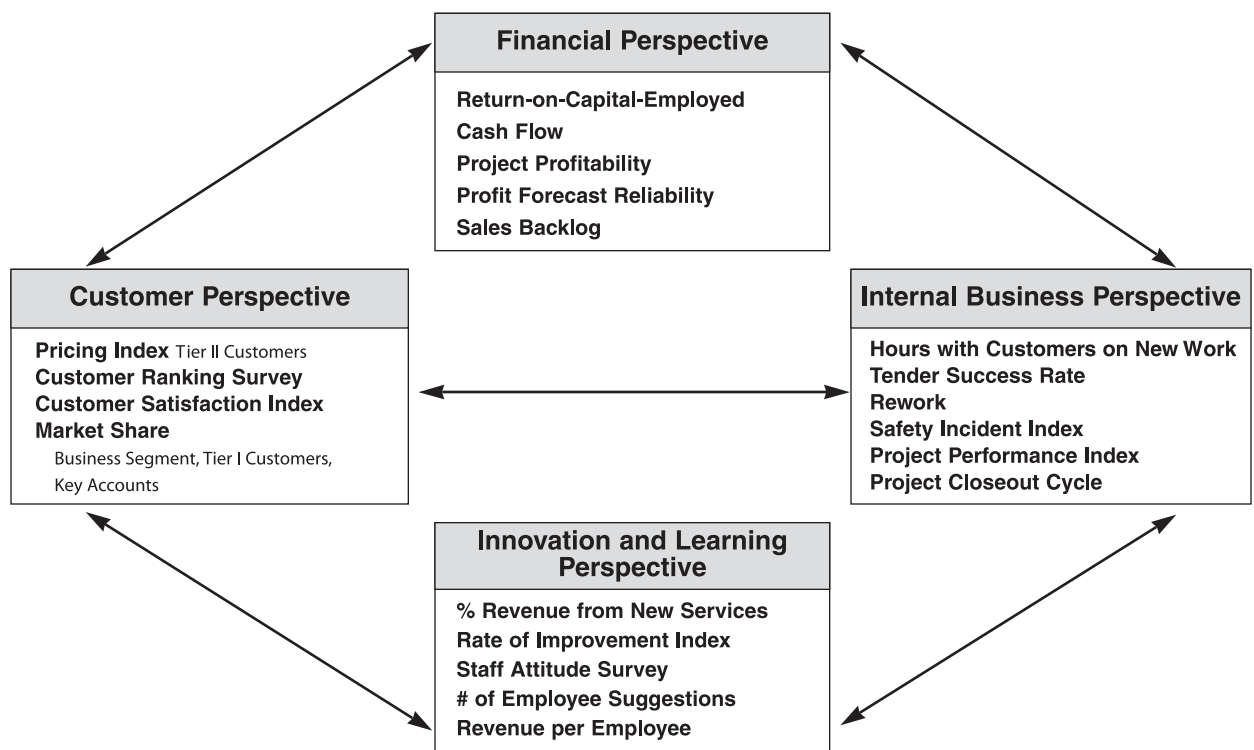 Financial Perspective
Return-on-Capital-Employed
Cash Flow
Project Profitability
Profit Forecast Reliability
Sales Backlog
Customer Perspective
Pricing Index Tier II Customers
Customer Ranking Survey
Customer Satisfaction Index
Market Share
Business Segment, Tier I Customers,
Key Accounts
Internal Business Perspective
Hours with Customers on New Work
Tender Success Rate
Rework
Safety Incident Index
Project Performance Index
Project Closeout Cycle
Innovation and Learning
Perspective
% Revenue from New Services
Rate of Improvement Index
Staff Attitude Survey
# of Employee Suggestions
Revenue per Employee